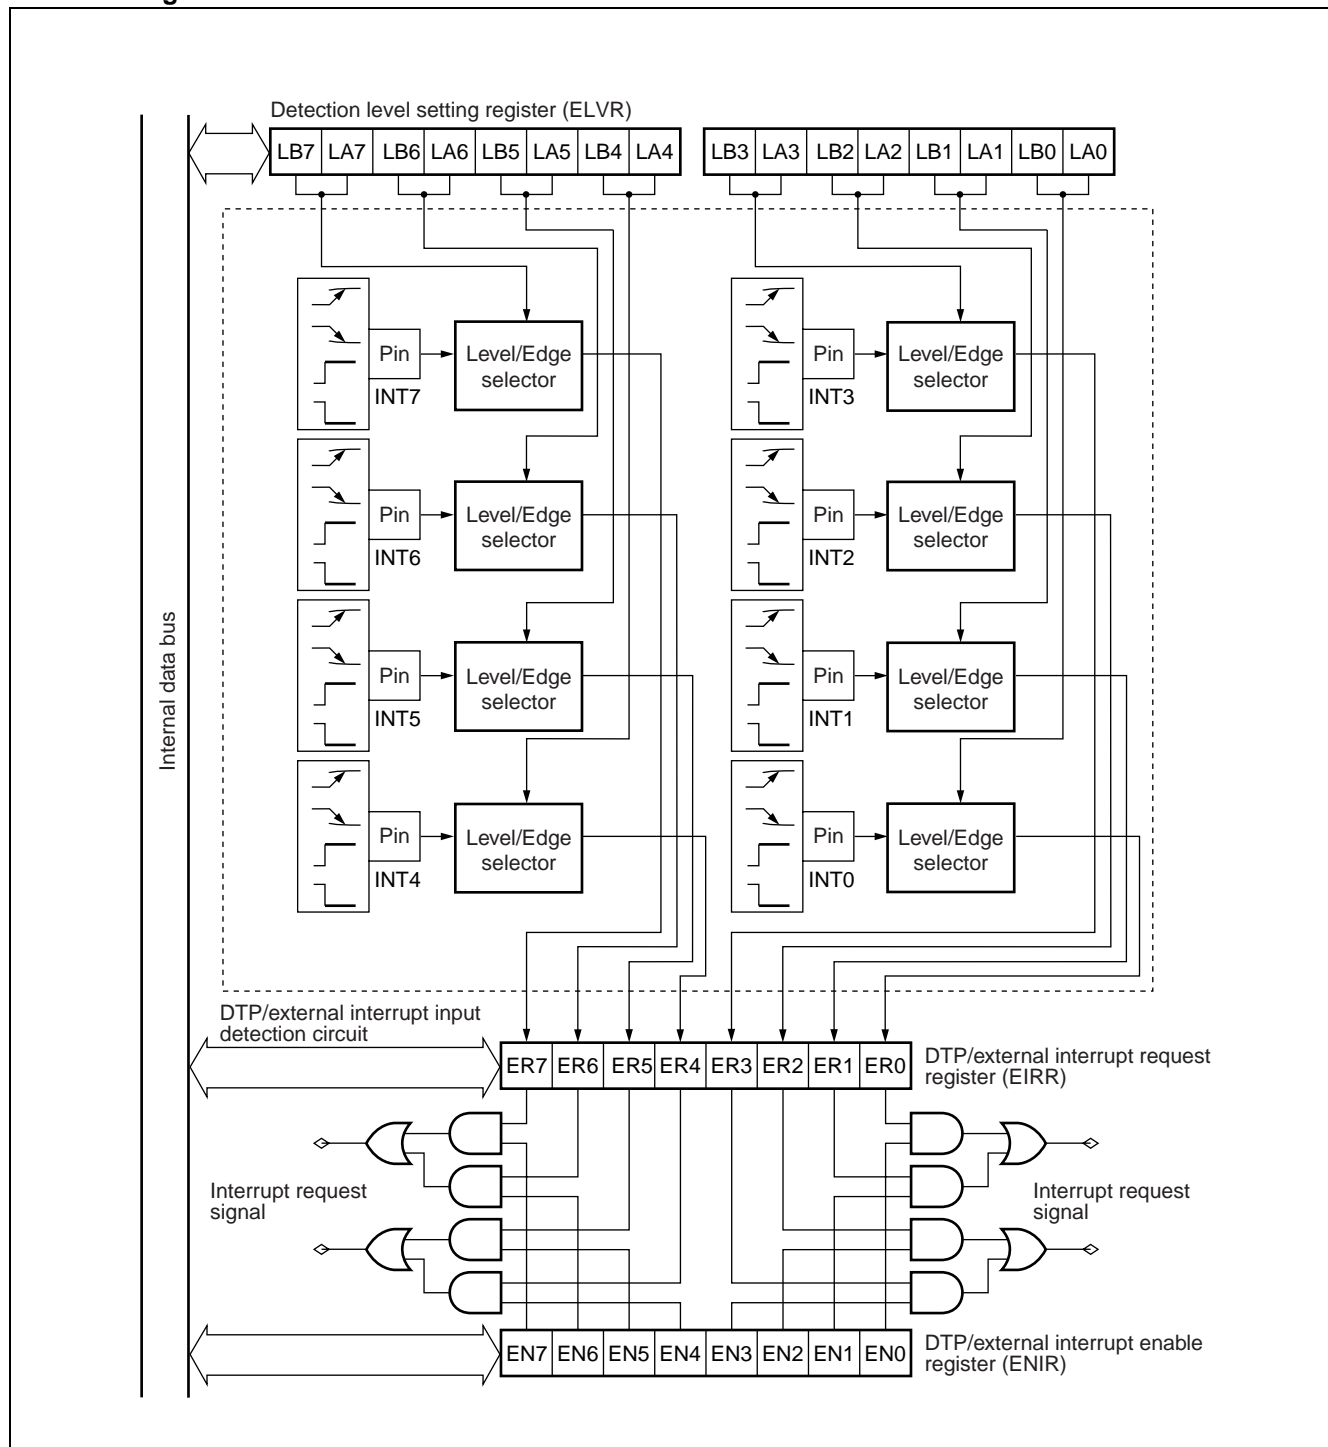 Detection level setting register (ELVR)
LB7 LA7 LB6 LA6 LB5 LA5 LB4 LA4 LB3 LA3 LB2 LA2 LB1 LA1 LB0 LA0
Pin
INT7
Level/Edge
selector
Pin
INT3
Level/Edge
selector
Pin
INT6
Level/Edge
selector
Pin
INT2
Level/Edge
selector
Pin
INT5
Level/Edge
selector
Pin
INT1
Level/Edge
selector
Pin
INT4
Level/Edge
selector
Pin
INT0
Level/Edge
selector
Internal data bus
DTP/external interrupt input
detection circuit
ER7 ER6 ER5 ER4 ER3 ER2 ER1 ER0
DTP/external interrupt request
register (EIRR)
Interrupt request
signal
Interrupt request
signal
EN7 EN6 EN5 EN4 EN3 EN2 EN1 EN0
DTP/external interrupt enable
register (ENIR)